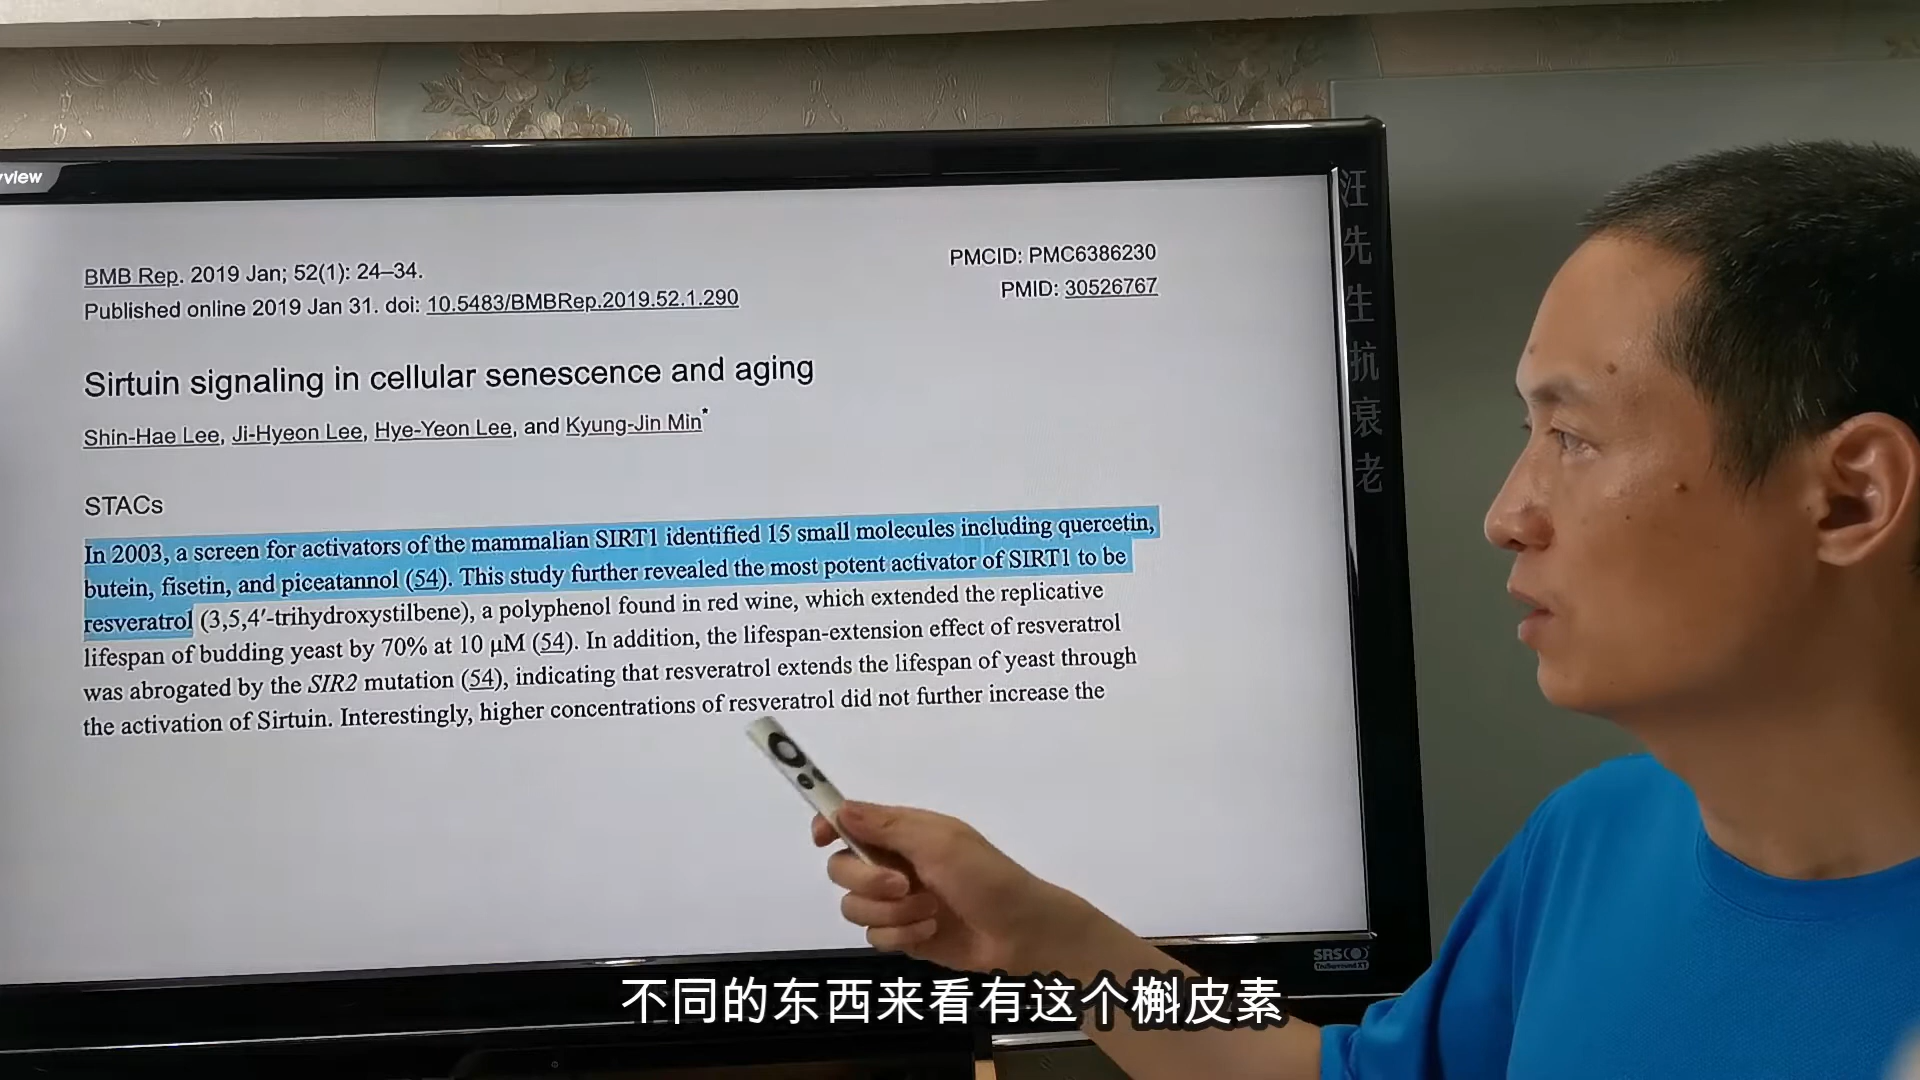 view
BMB Rep. 2019 Jan; 52(1): 24–34.
Published online 2019 Jan 31. doi: 10.5483/BMBRep.2019.52.1.290
PMCID: PMC6386230
PMID: 30526767
Sirtuin signaling in cellular senescence and aging
Shin-Hae Lee, Ji-Hyeon Lee, Hye-Yeon Lee, and Kyung-Jin Min*
STACs
In 2003, a screen for activators of the mammalian SIRT1 identified 15 small molecules including quercetin,
butein, fisetin, and piceatannol (54). This study further revealed the most potent activator of SIRT1 to be
resveratrol (3,5,4′-trihydroxystilbene), a polyphenol found in red wine, which extended the replicative
lifespan of budding yeast by 70% at 10 μM (54). In addition, the lifespan-extension effect of resveratrol
was abrogated by the SIR2 mutation (54), indicating that resveratrol extends the lifespan of yeast through
the activation of Sirtuin. Interestingly, higher concentrations of resveratrol did not further increase the
汪先生抗衰老
SRS
TruSurround XT
不同的东西来看有这个槲皮素